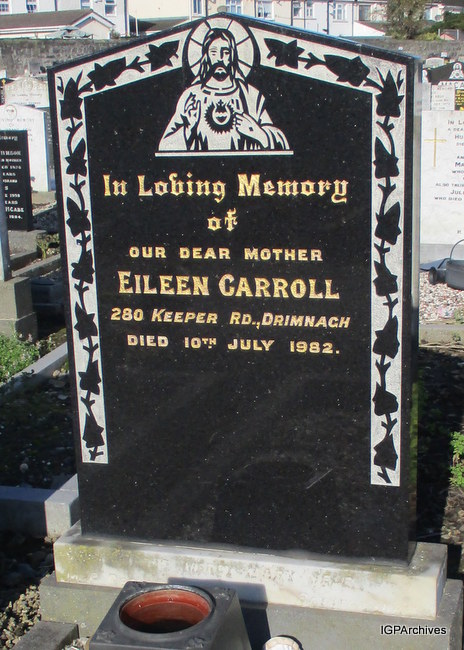 In Loving Memory
of
OUR DEAR MOTHER
EILEEN CARROLL
280 KEEPER RD., DRIMNAGH
DIED 10TH JULY 1982.
IGPArchives